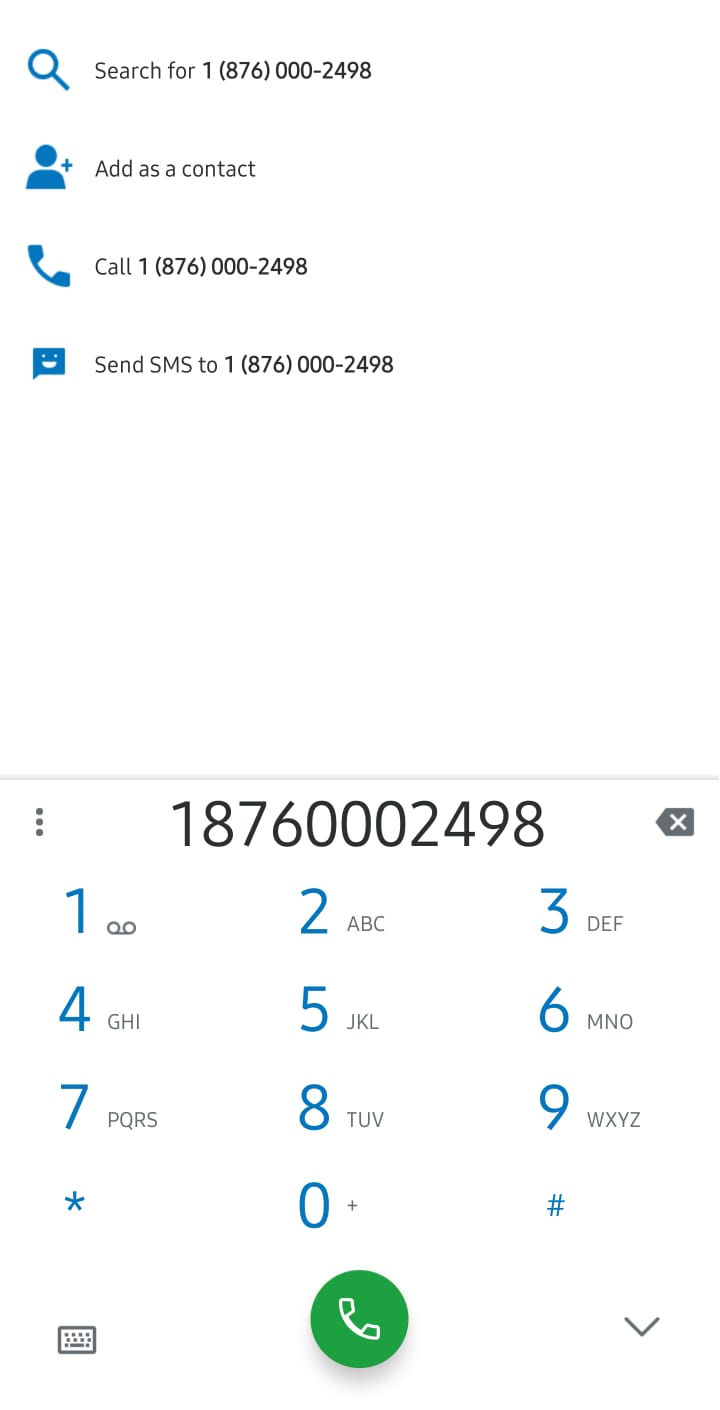 Search for 1 (876) 000-2498
Add as a contact
Call 1 (876) 000-2498
Send SMS to 1 (876) 000-2498
18760002498
1 2 ABC 3 DEF
4 GHI 5 JKL 6 MNO
7 PQRS 8 TUV 9 WXYZ
* 0 + #